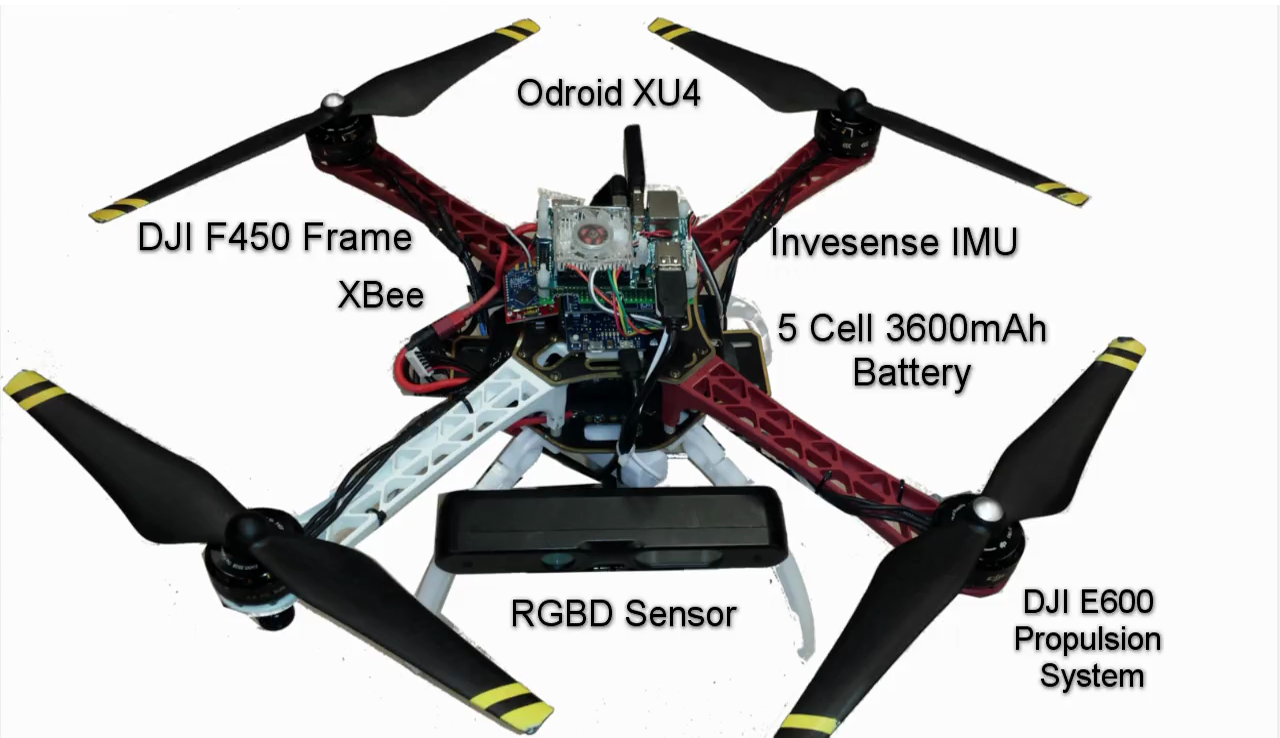 Odroid XU4
DJI F450 Frame
Invesense IMU
XBee
5 Cell 3600mAh
Battery
RGBD Sensor
DJI E600
Propulsion
System